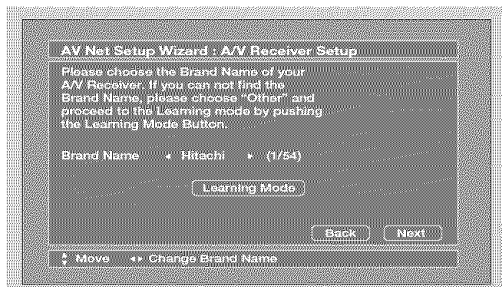 AV Net Setup Wizard : A/V Receiver Setup
Please choose the Brand Name of your
A/V Receiver. If you can not find the
Brand Name, please choose “Other” and
proceed to the Learning mode by pushing
the Learning Mode Button.
Brand Name ◂ Hitachi ▸ (1/54)
Learning Mode
Back Next
Move ◂▸ Change Brand Name